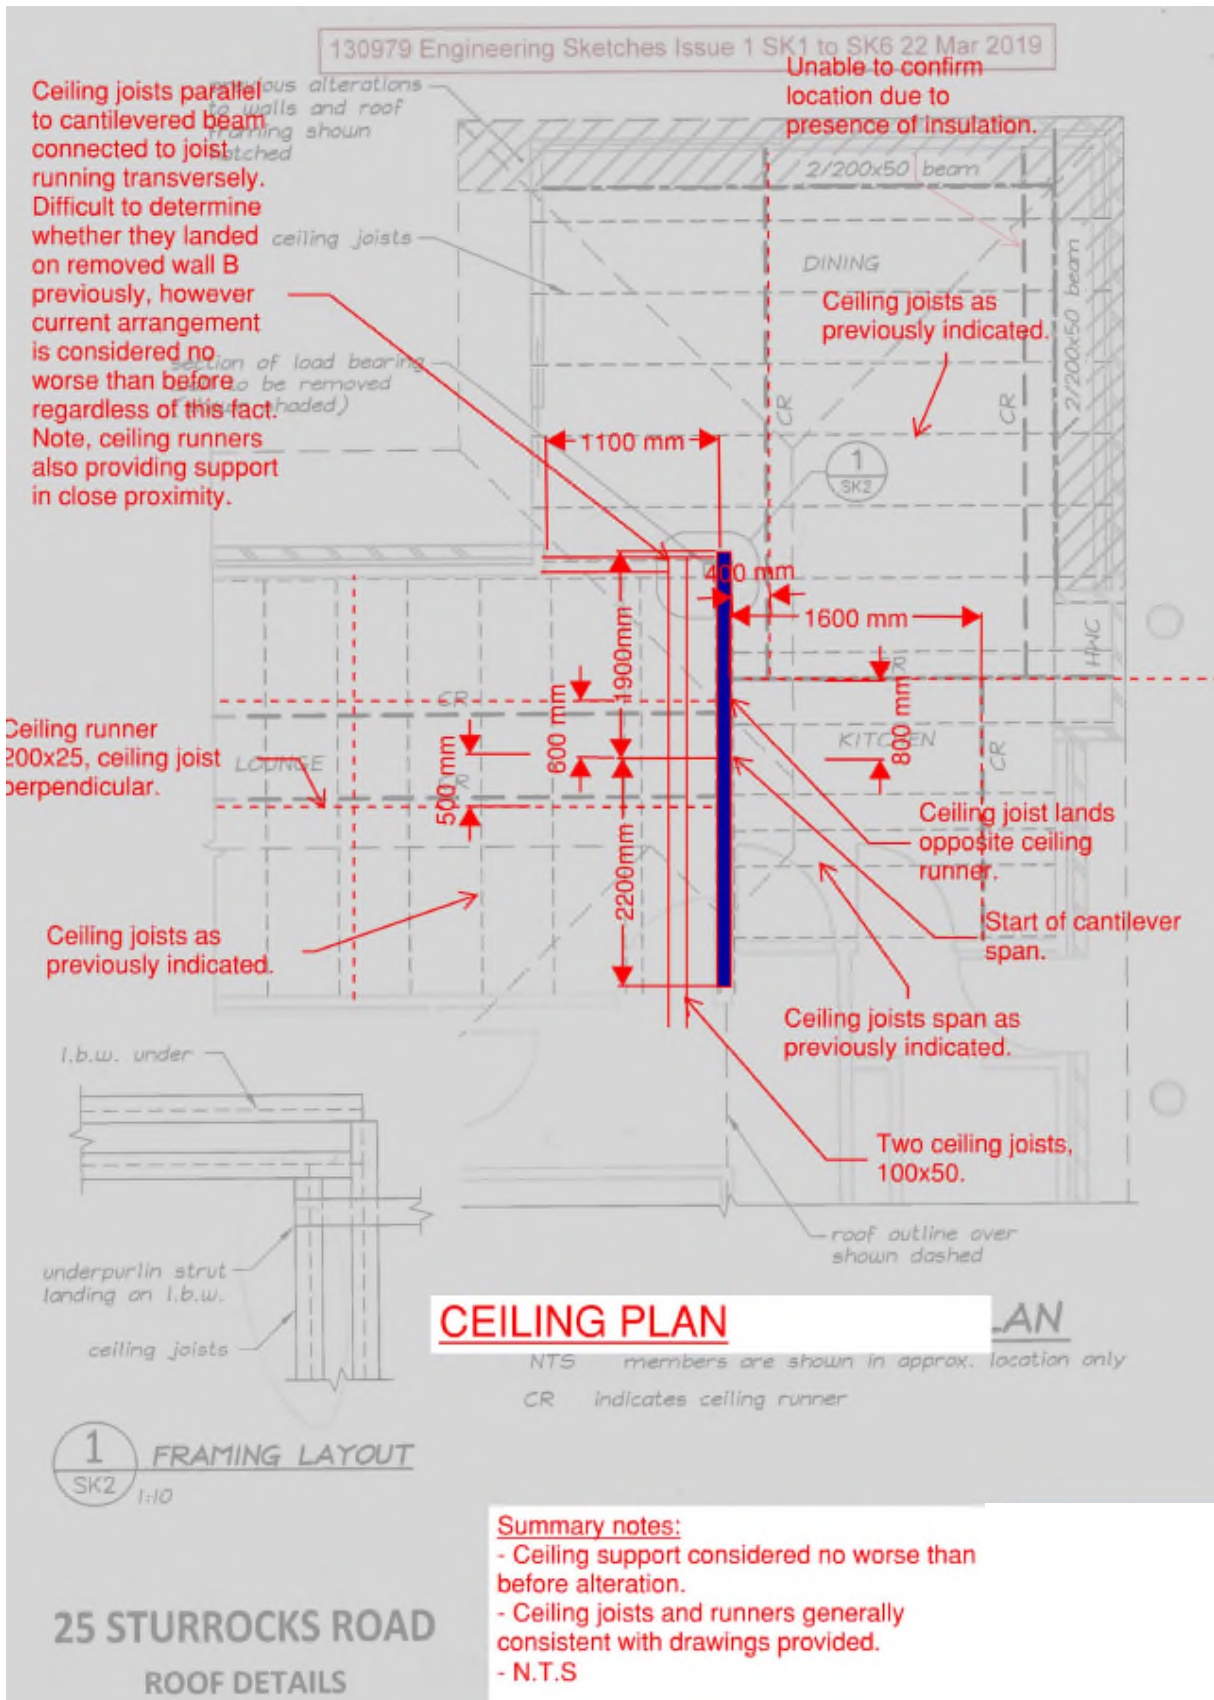 130979 Engineering Sketches Issue 1 SK1 to SK6 22 Mar 2019
Ceiling joists parallel
to cantilevered beam
connected to joist
running transversely.
Difficult to determine
whether they landed
on removed wall B
previously, however
current arrangement
is considered no
worse than before
regardless of this fact.
Note, ceiling runners
also providing support
in close proximity.
previous alterations
to walls and roof
framing shown
hatched
Unable to confirm
location due to
presence of insulation.
2/200x50 beam
2/200x50 beam
ceiling joists
DINING
Ceiling joists as
previously indicated.
section of load bearing
to be removed
shaded)
CR
CR
1100 mm
1
SK2
400 mm
1600 mm
HWC
1900mm
600 mm
800 mm
CR
CR
Ceiling runner
200x25, ceiling joist
perpendicular.
LOUNGE
CR
500 mm
KITCHEN
CR
Ceiling joist lands
opposite ceiling
runner.
2200mm
Start of cantilever
span.
Ceiling joists as
previously indicated.
Ceiling joists span as
previously indicated.
l.b.w. under
Two ceiling joists,
100x50.
roof outline over
shown dashed
underpurlin strut
landing on l.b.w.
ceiling joists
CEILING PLAN
LAN
NTS members are shown in approx. location only
CR indicates ceiling runner
1
SK2
FRAMING LAYOUT
1:10
Summary notes:
- Ceiling support considered no worse than
before alteration.
- Ceiling joists and runners generally
consistent with drawings provided.
- N.T.S
25 STURROCKS ROAD
ROOF DETAILS